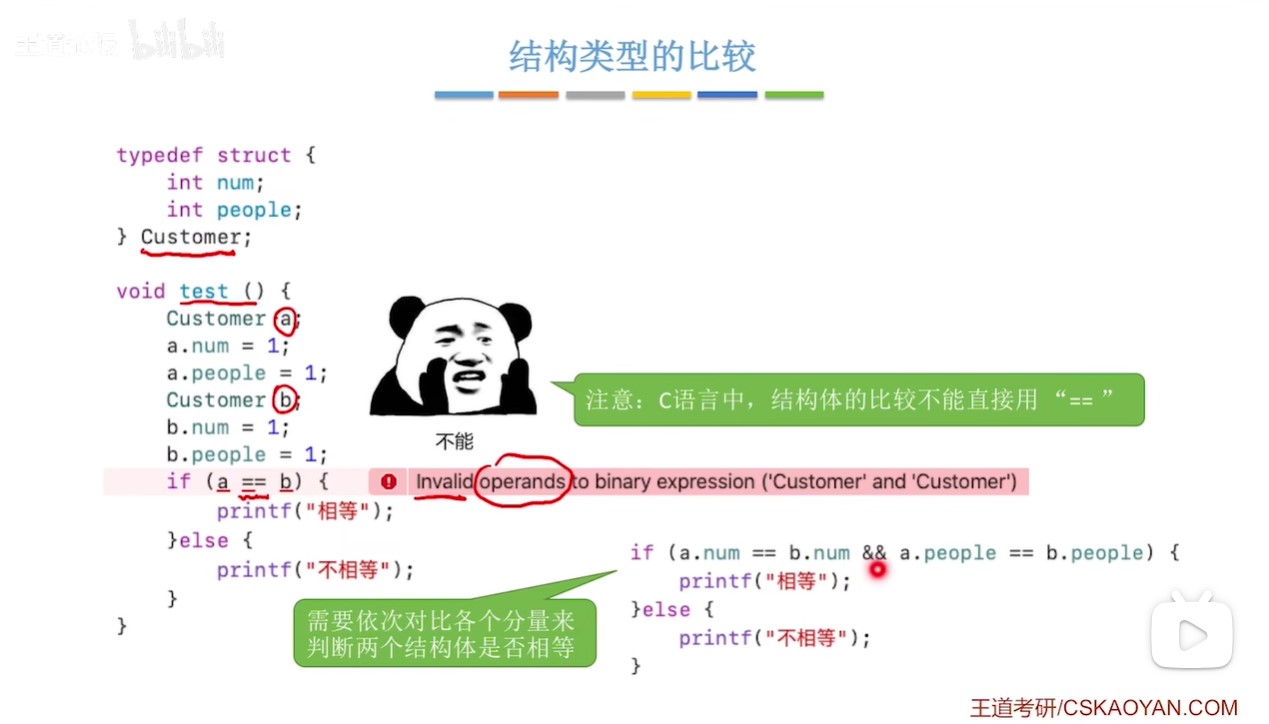 bilibili
结构类型的比较
typedef struct {
    int num;
    int people;
} Customer;
void test () {
    Customer a;
    a.num = 1;
    a.people = 1;
    Customer b;
    b.num = 1;
    b.people = 1;
    if (a == b) {
Invalid operands to binary expression ('Customer' and 'Customer')
        printf("相等");
    }else {
        printf("不相等");
    }
}
不能
注意：C语言中，结构体的比较不能直接用“== ”
需要依次对比各个分量来
判断两个结构体是否相等
if (a.num == b.num && a.people == b.people) {
    printf("相等");
}else {
    printf("不相等");
}
王道考研/CSKAOYAN.COM